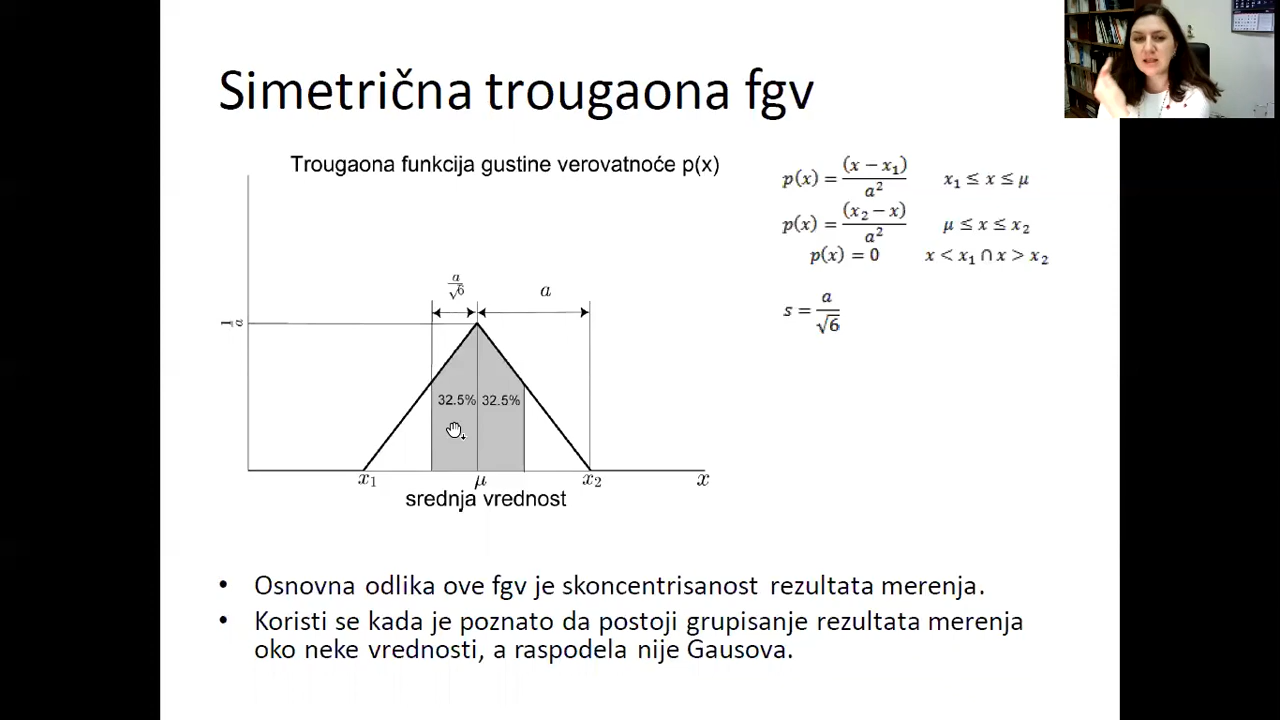 Simetrična trougaona fgv
Trougaona funkcija gustine verovatnoće p(x)
p(x) = (x − x₁) / a²    x₁ ≤ x ≤ μ
p(x) = (x₂ − x) / a²    μ ≤ x ≤ x₂
p(x) = 0    x < x₁ ∩ x > x₂
s = a / √6
a / √6    a
1 / a
32.5% 32.5%
x₁ μ x₂ x
srednja vrednost
• Osnovna odlika ove fgv je skoncentrisanost rezultata merenja.
• Koristi se kada je poznato da postoji grupisanje rezultata merenja
oko neke vrednosti, a raspodela nije Gausova.